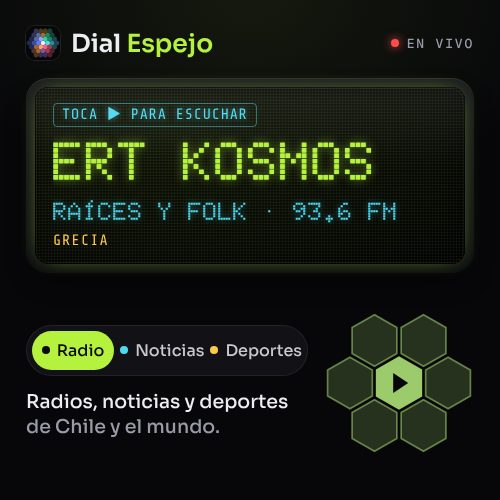 Dial Espejo
EN VIVO
TOCA ▶ PARA ESCUCHAR
ERT KOSMOS
RAÍCES Y FOLK · 93,6 FM
GRECIA
Radio Noticias Deportes
Radios, noticias y deportes
de Chile y el mundo.